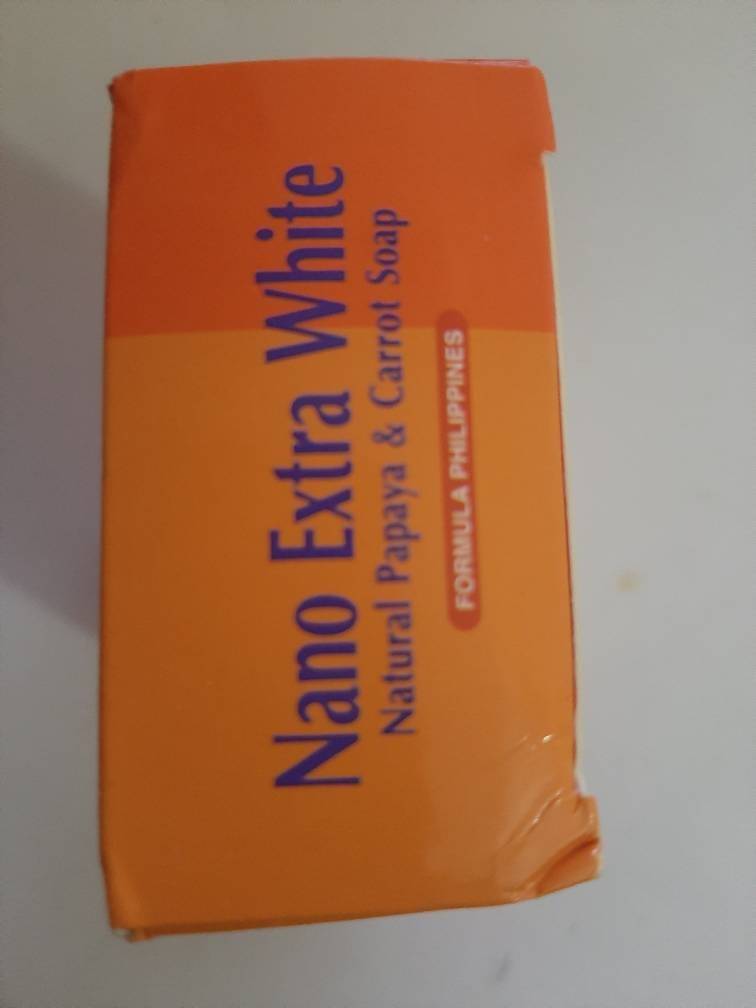 Nano Extra White
Natural Papaya & Carrot Soap
FORMULA PHILIPPINES